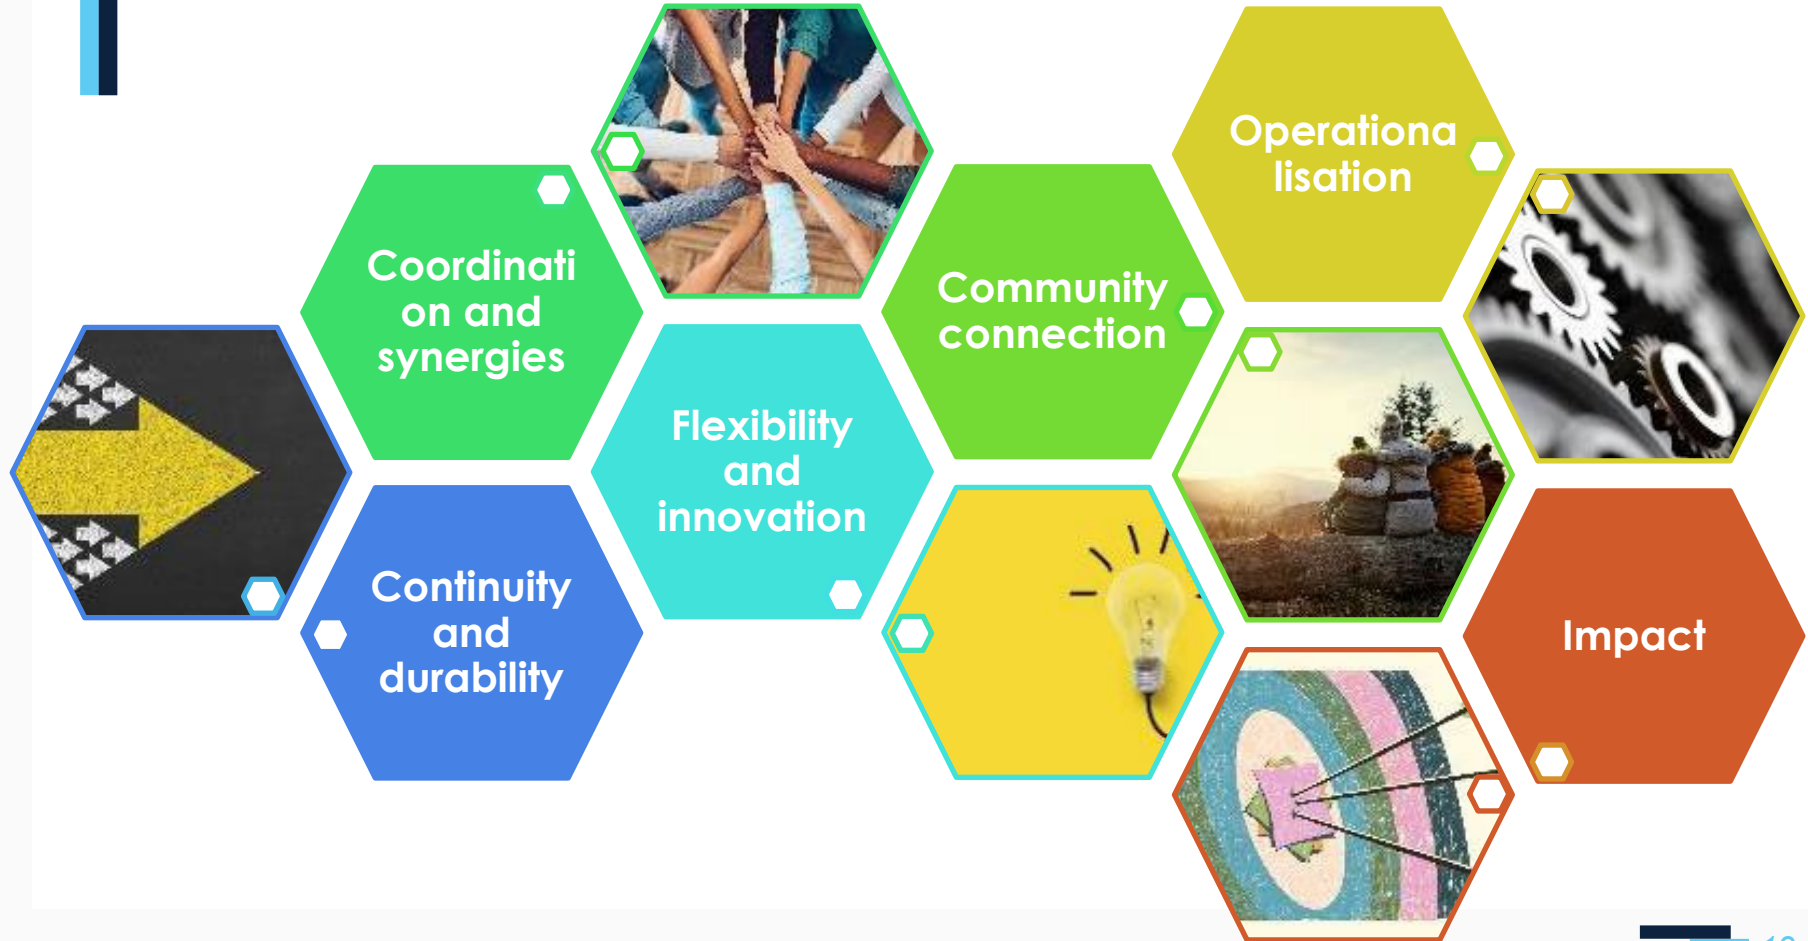 Coordinati
on and
synergies
Continuity
and
durability
Flexibility
and
innovation
Community
connection
Operationa
lisation
Impact